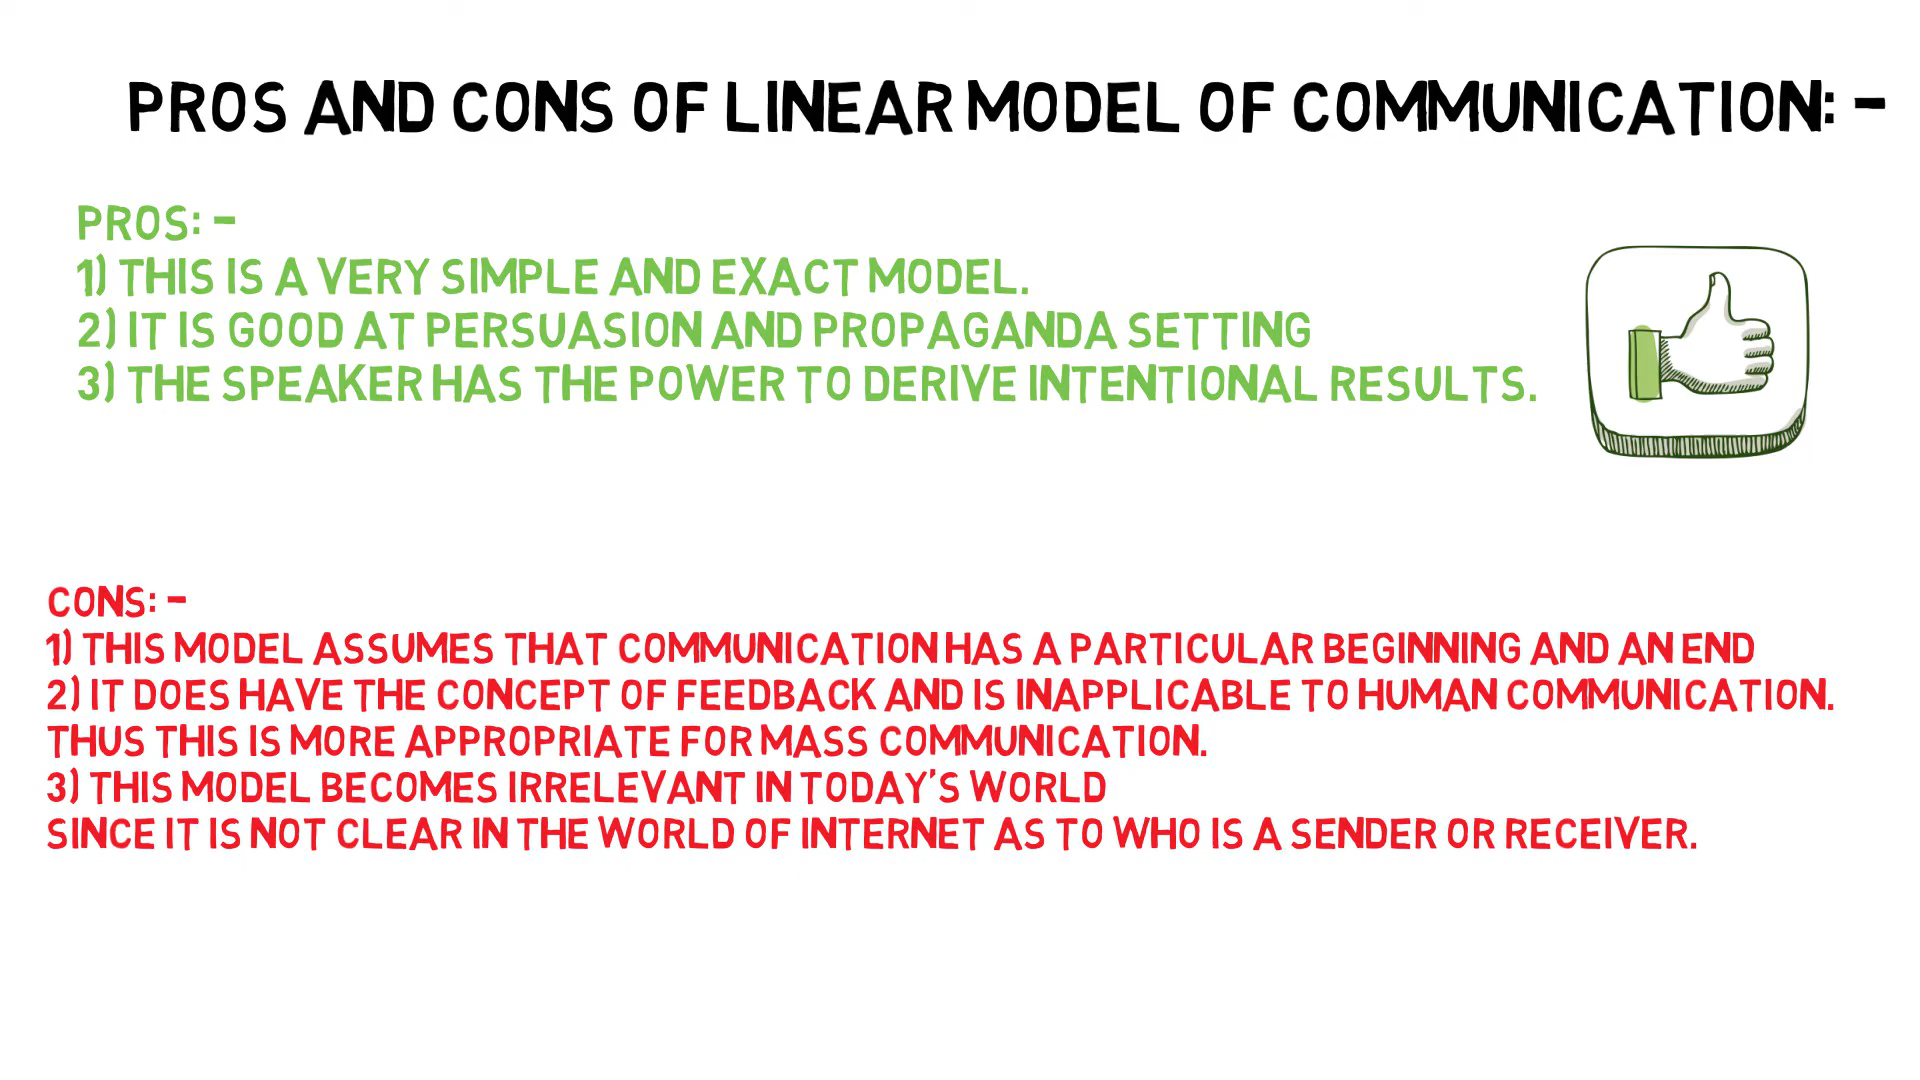 PROS AND CONS OF LINEAR MODEL OF COMMUNICATION: -
PROS: -
1) THIS IS A VERY SIMPLE AND EXACT MODEL.
2) IT IS GOOD AT PERSUASION AND PROPAGANDA SETTING
3) THE SPEAKER HAS THE POWER TO DERIVE INTENTIONAL RESULTS.
CONS: -
1) THIS MODEL ASSUMES THAT COMMUNICATION HAS A PARTICULAR BEGINNING AND AN END
2) IT DOES HAVE THE CONCEPT OF FEEDBACK AND IS INAPPLICABLE TO HUMAN COMMUNICATION.
THUS THIS IS MORE APPROPRIATE FOR MASS COMMUNICATION.
3) THIS MODEL BECOMES IRRELEVANT IN TODAY'S WORLD
SINCE IT IS NOT CLEAR IN THE WORLD OF INTERNET AS TO WHO IS A SENDER OR RECEIVER.